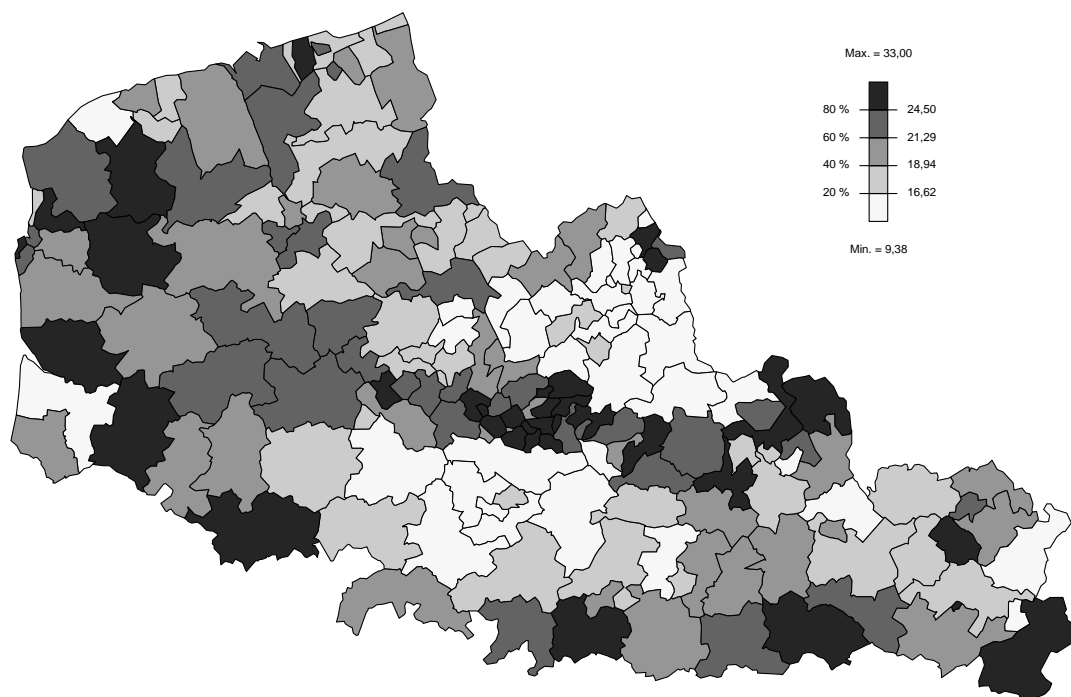 Max. = 33,00
80 % 24,50
60 % 21,29
40 % 18,94
20 % 16,62
Min. = 9,38